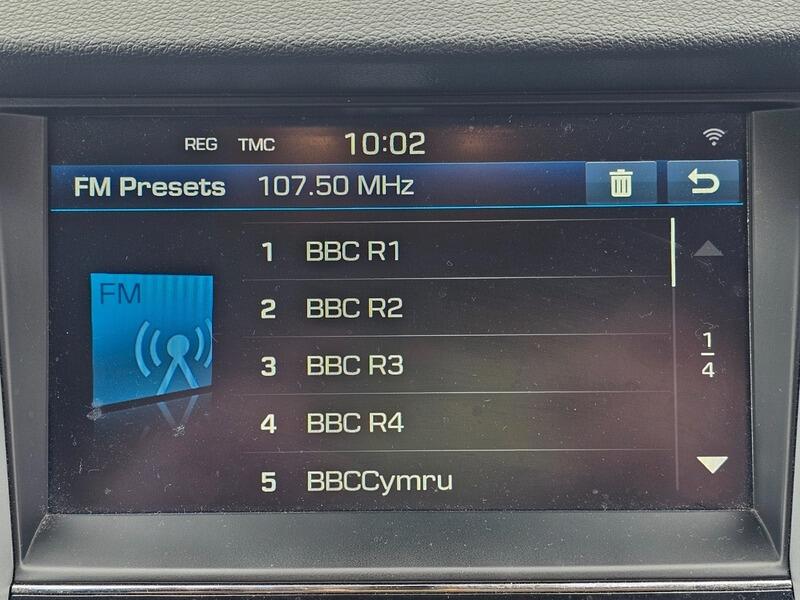 REG TMC 10:02
FM Presets 107.50 MHz
FM
1 BBC R1
2 BBC R2
3 BBC R3
4 BBC R4
5 BBCCymru
1
4